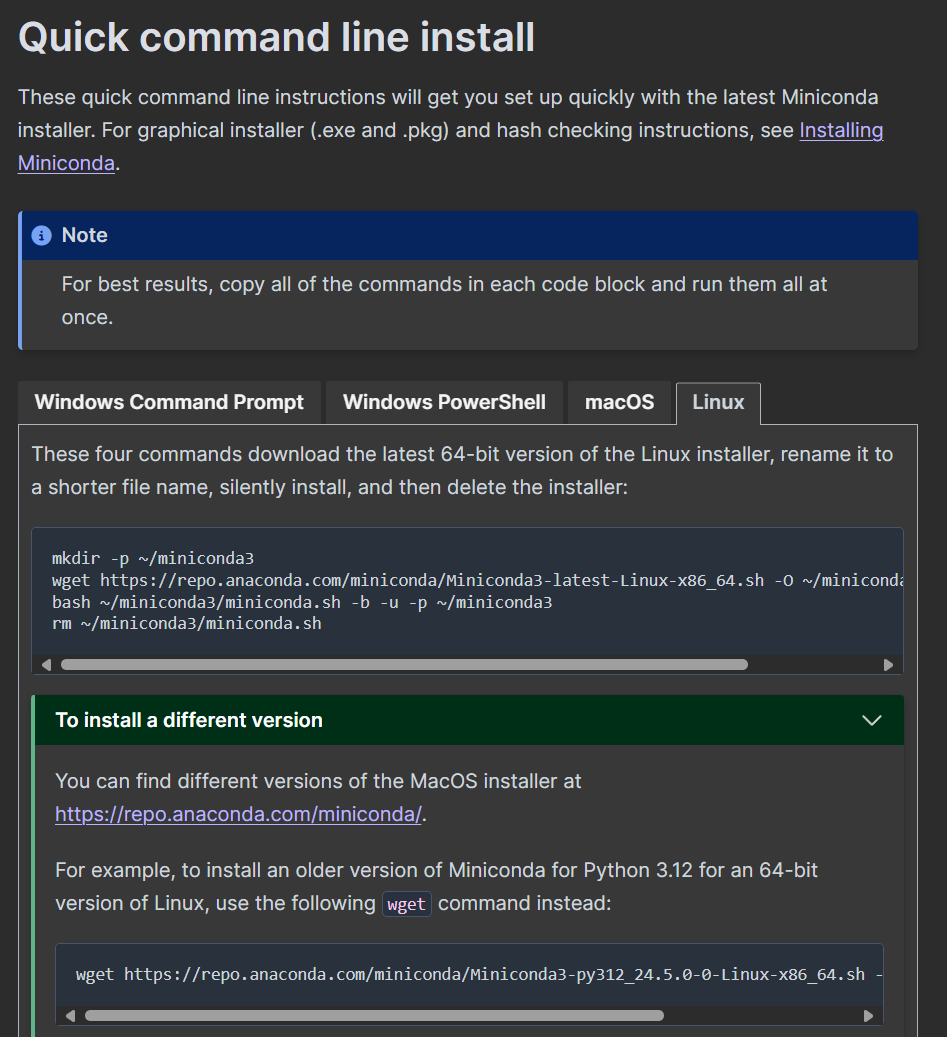 Quick command line install
These quick command line instructions will get you set up quickly with the latest Miniconda
installer. For graphical installer (.exe and .pkg) and hash checking instructions, see Installing
Miniconda.
Note
For best results, copy all of the commands in each code block and run them all at
once.
Windows Command Prompt
Windows PowerShell
macOS
Linux
These four commands download the latest 64-bit version of the Linux installer, rename it to
a shorter file name, silently install, and then delete the installer:
mkdir -p ~/miniconda3
wget https://repo.anaconda.com/miniconda/Miniconda3-latest-Linux-x86_64.sh -O ~/miniconda
bash ~/miniconda3/miniconda.sh -b -u -p ~/miniconda3
rm ~/miniconda3/miniconda.sh
To install a different version
You can find different versions of the MacOS installer at
https://repo.anaconda.com/miniconda/.
For example, to install an older version of Miniconda for Python 3.12 for an 64-bit
version of Linux, use the following wget command instead:
wget https://repo.anaconda.com/miniconda/Miniconda3-py312_24.5.0-0-Linux-x86_64.sh -